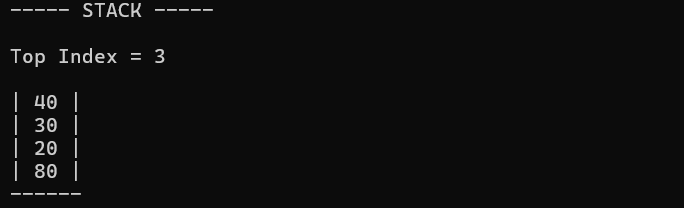 ----- STACK -----
Top Index = 3
| 40 |
| 30 |
| 20 |
| 80 |
------